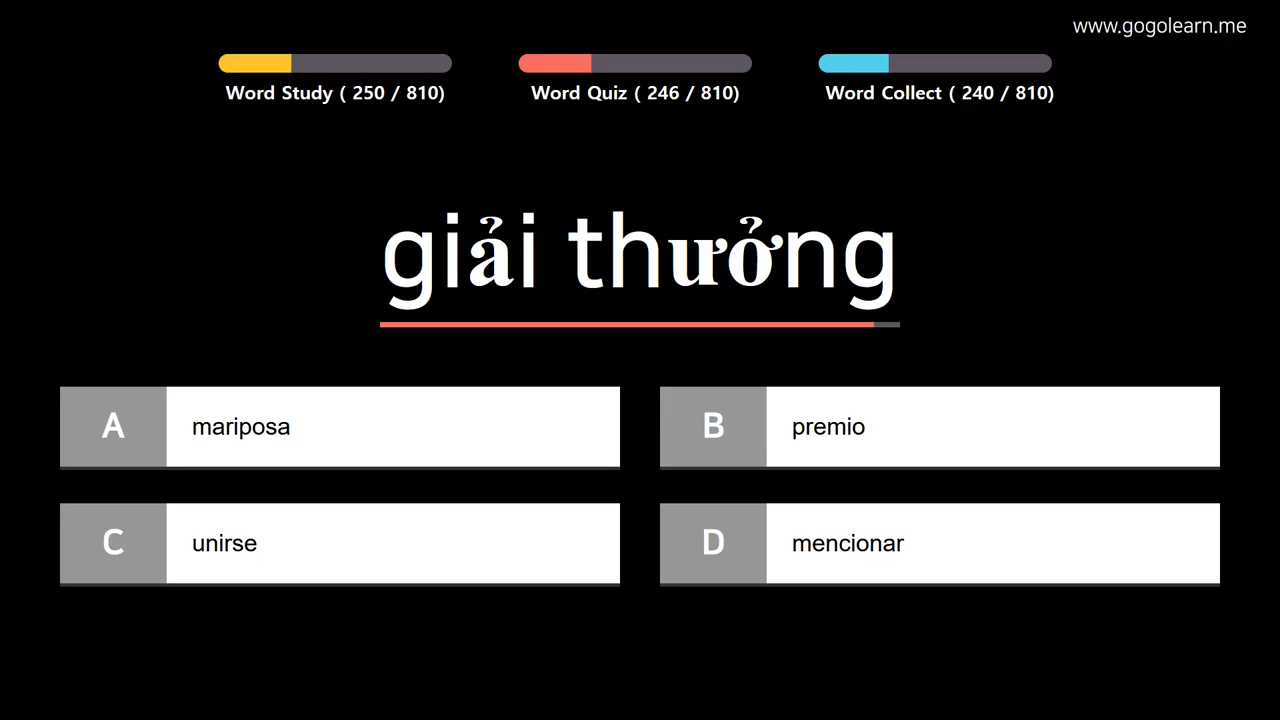 www.gogolearn.me
Word Study ( 250 / 810)
Word Quiz ( 246 / 810)
Word Collect ( 240 / 810)
giải thưởng
A mariposa
B premio
C unirse
D mencionar